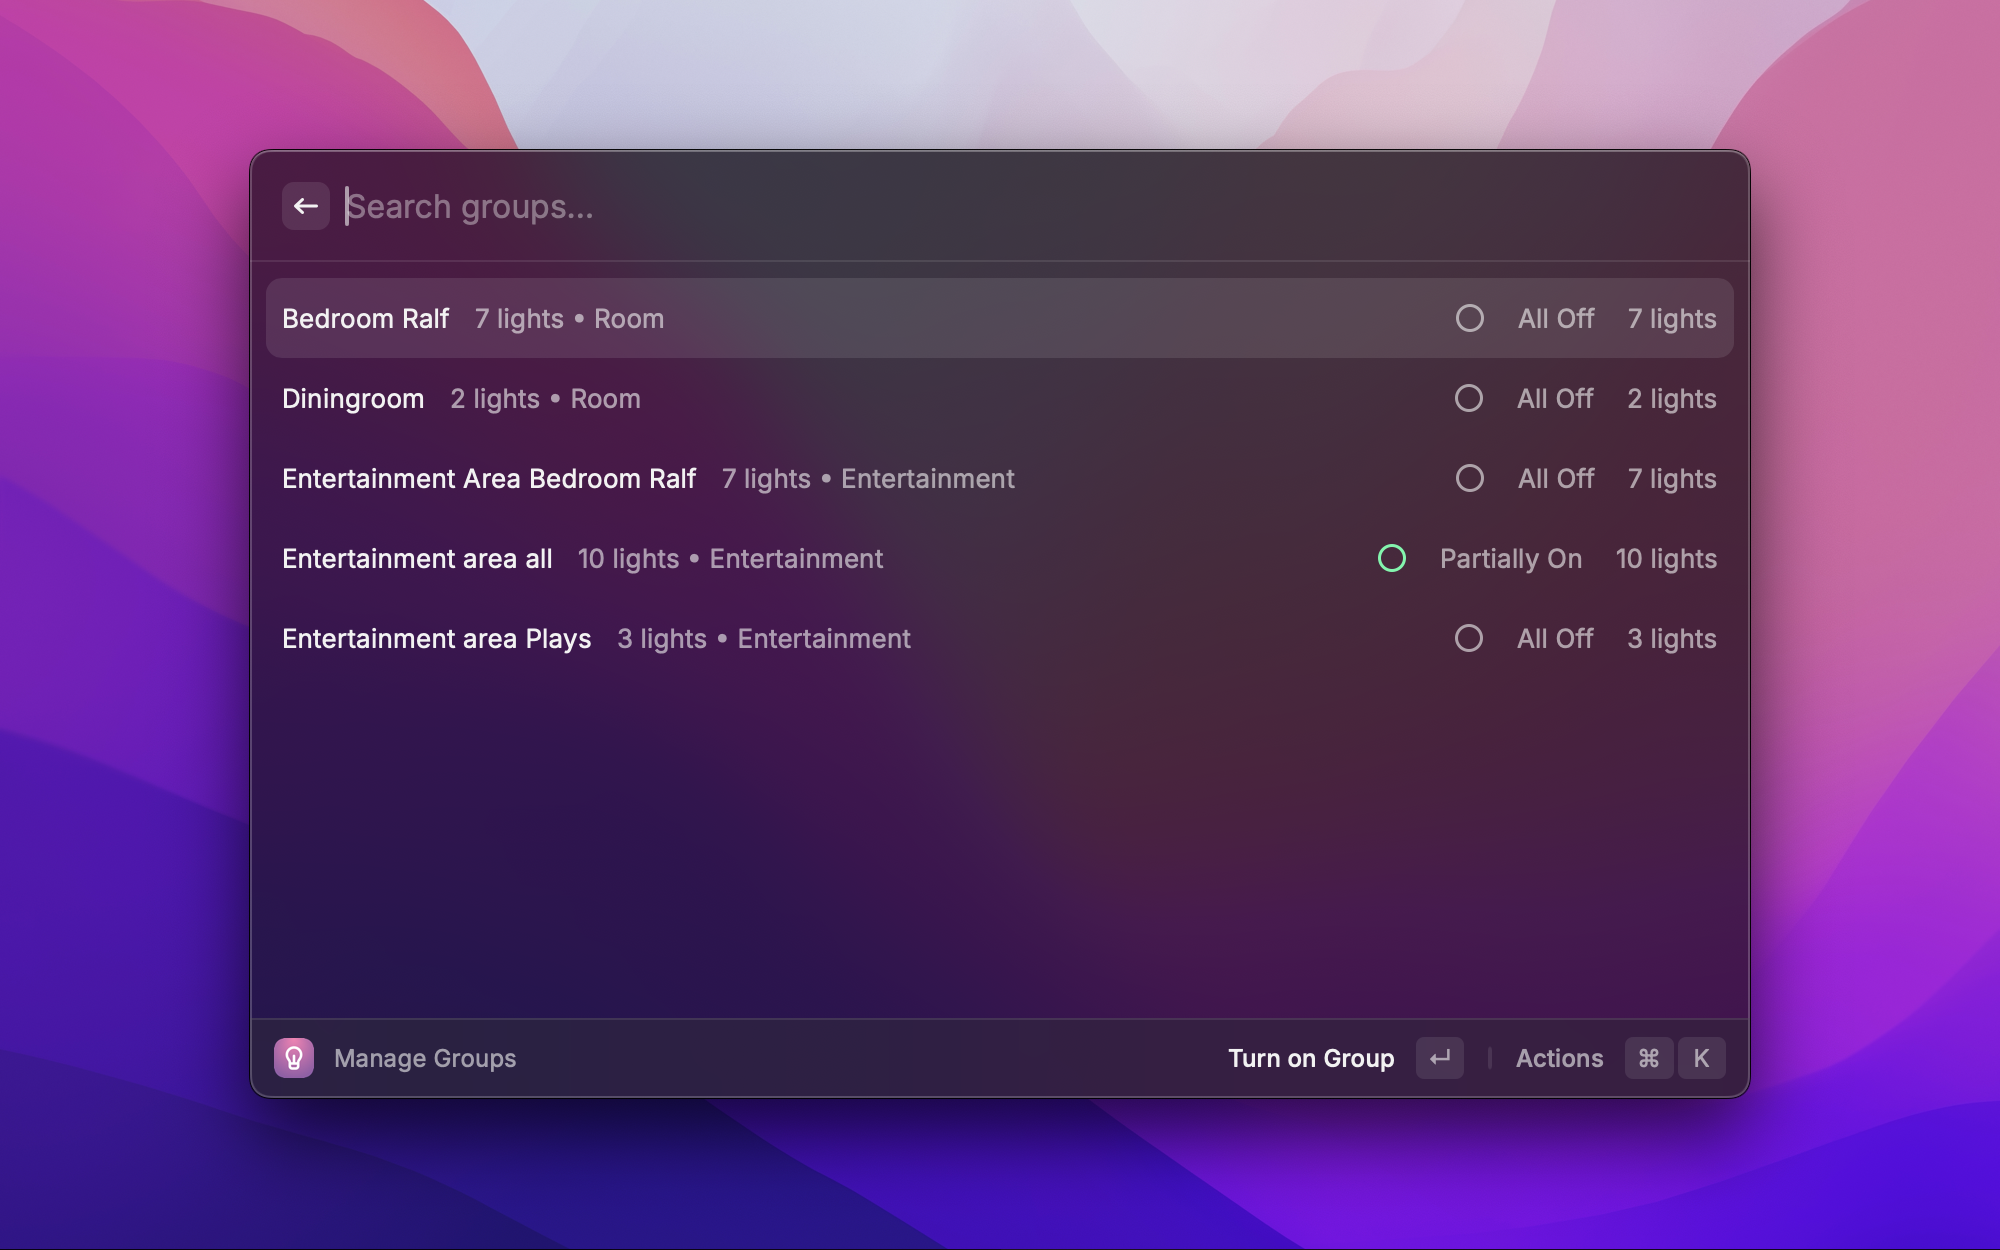 Search groups...
Bedroom Ralf 7 lights • Room All Off 7 lights
Diningroom 2 lights • Room All Off 2 lights
Entertainment Area Bedroom Ralf 7 lights • Entertainment All Off 7 lights
Entertainment area all 10 lights • Entertainment Partially On 10 lights
Entertainment area Plays 3 lights • Entertainment All Off 3 lights
Manage Groups Turn on Group ↵ Actions ⌘ K